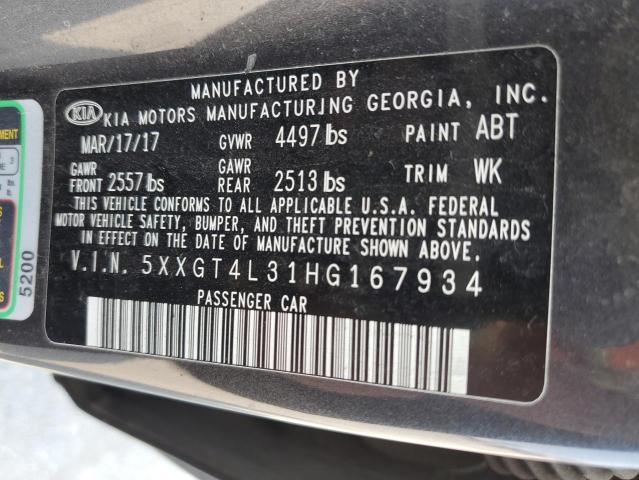 MANUFACTURED BY
KIA KIA MOTORS MANUFACTURING GEORGIA, INC.
MAR/17/17 GVWR 4497 lbs PAINT ABT
GAWR FRONT 2557 lbs GAWR REAR 2513 lbs TRIM WK
THIS VEHICLE CONFORMS TO ALL APPLICABLE U.S.A. FEDERAL
MOTOR VEHICLE SAFETY, BUMPER, AND THEFT PREVENTION STANDARDS
IN EFFECT ON THE DATE OF MANUFACTURE SHOWN ABOVE.
V.I.N. 5XXGT4L31HG167934
PASSENGER CAR
5200